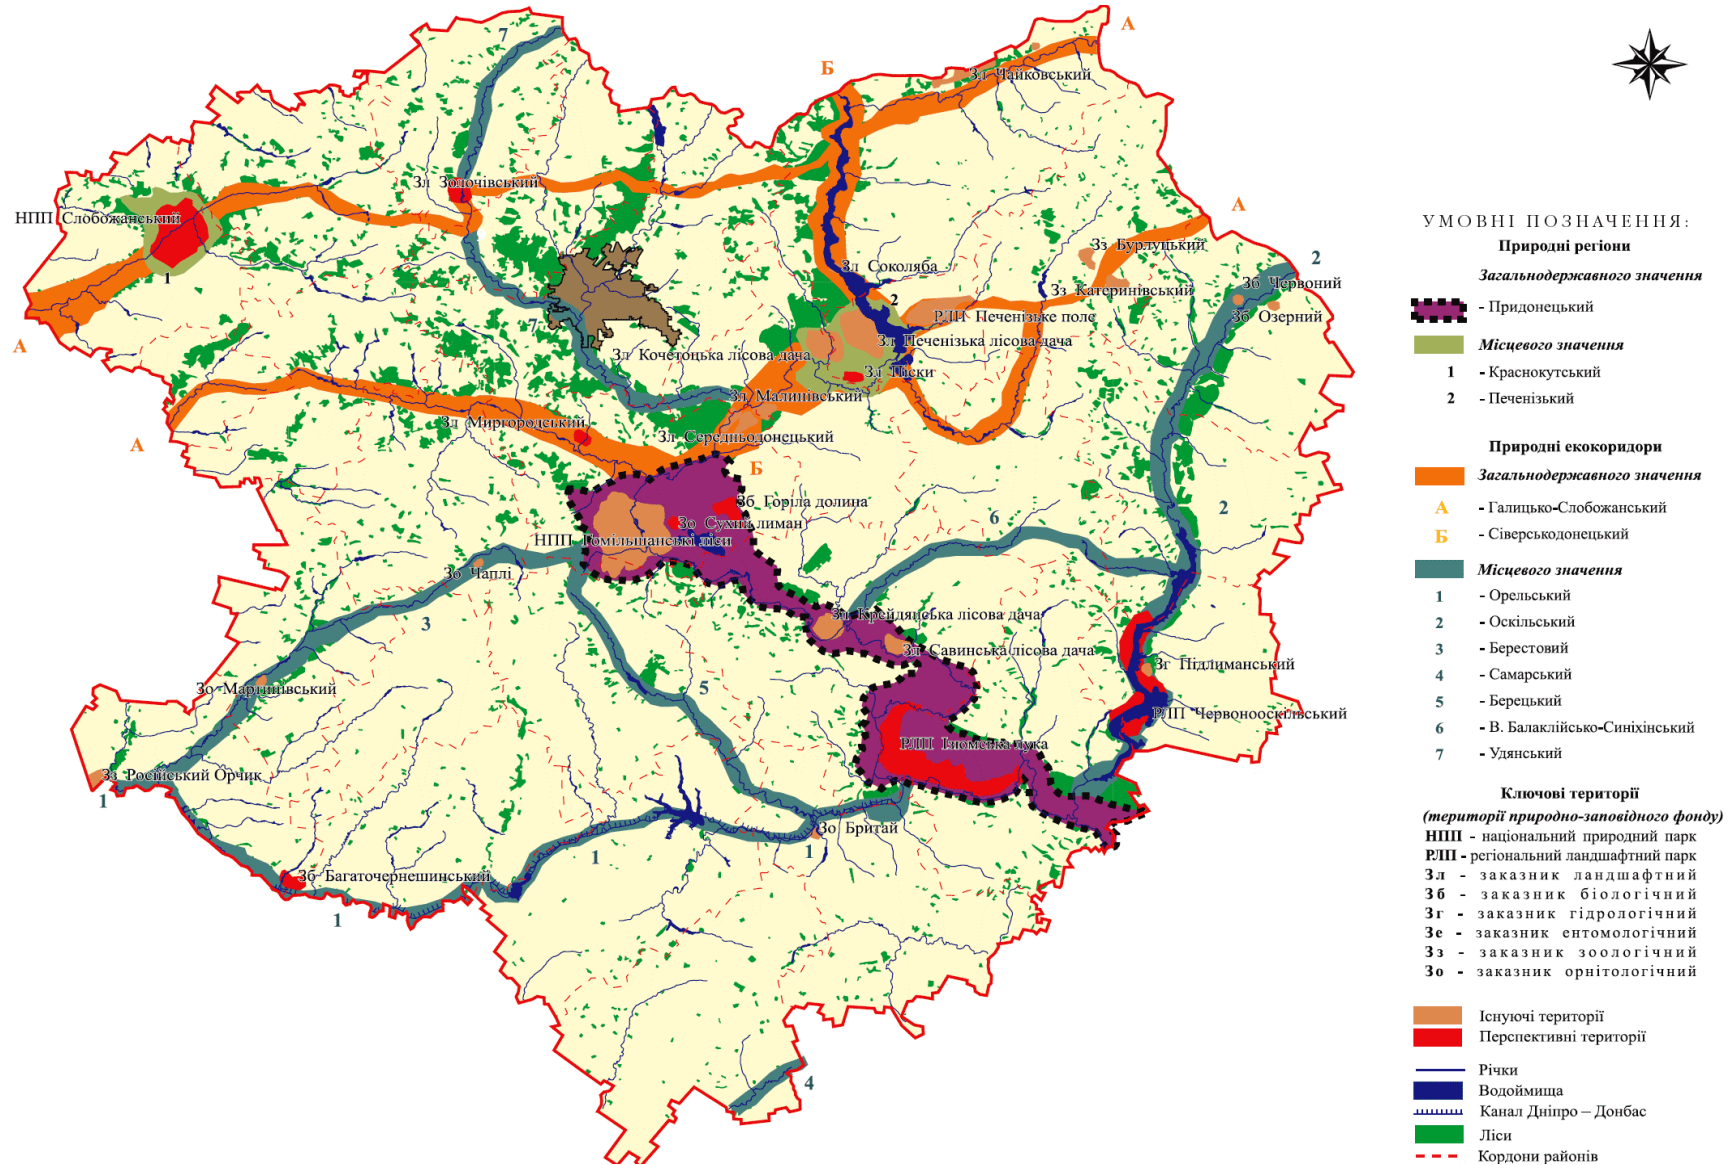 7
А
Б
Зл Чайковський
Зл Золочівський
НПП Слобожанський
А
1
Зз Бурлуцький
Зл Соколяба
2
Зб Червоний
2
Зз Катеринівський
РЛП Печенізьке поле
Зб Озерний
7
А
Зл Печенізька лісова дача
Зл Кочетоцька лісова дача
Зл Піски
Зл Малинівський
Зл Миргородський
Зл Середньодонецький
А
Б
Зб Горіла долина
2
6
Зо Сухий лиман
НПП Гомільшанські ліси
Зо Чаплі
3
Зл Крейдянська лісова дача
Зл Савинська лісова дача
Зг Підлиманський
Зо Мартинівський
5
РЛП Червонооскільський
РЛП Ізюмська лука
Зз Російський Орчик
1
Зо Бритай
1
1
Зб Багаточернешинський
1
4
УМОВНІ ПОЗНАЧЕННЯ:
Природні регіони
Загальнодержавного значення
- Придонецький
Місцевого значення
1 - Краснокутський
2 - Печенізький
Природні екокоридори
Загальнодержавного значення
А - Галицько-Слобожанський
Б - Сіверськодонецький
Місцевого значення
1 - Орельський
2 - Оскільський
3 - Берестовий
4 - Самарський
5 - Берецький
6 - В. Балаклійсько-Синіхінський
7 - Удянський
Ключові території
(території природно-заповідного фонду)
НПП - національний природний парк
РЛП - регіональний ландшафтний парк
Зл - заказник ландшафтний
Зб - заказник біологічний
Зг - заказник гідрологічний
Зе - заказник ентомологічний
Зз - заказник зоологічний
Зо - заказник орнітологічний
Існуючі території
Перспективні території
Річки
Водоймища
Канал Дніпро – Донбас
Ліси
Кордони районів